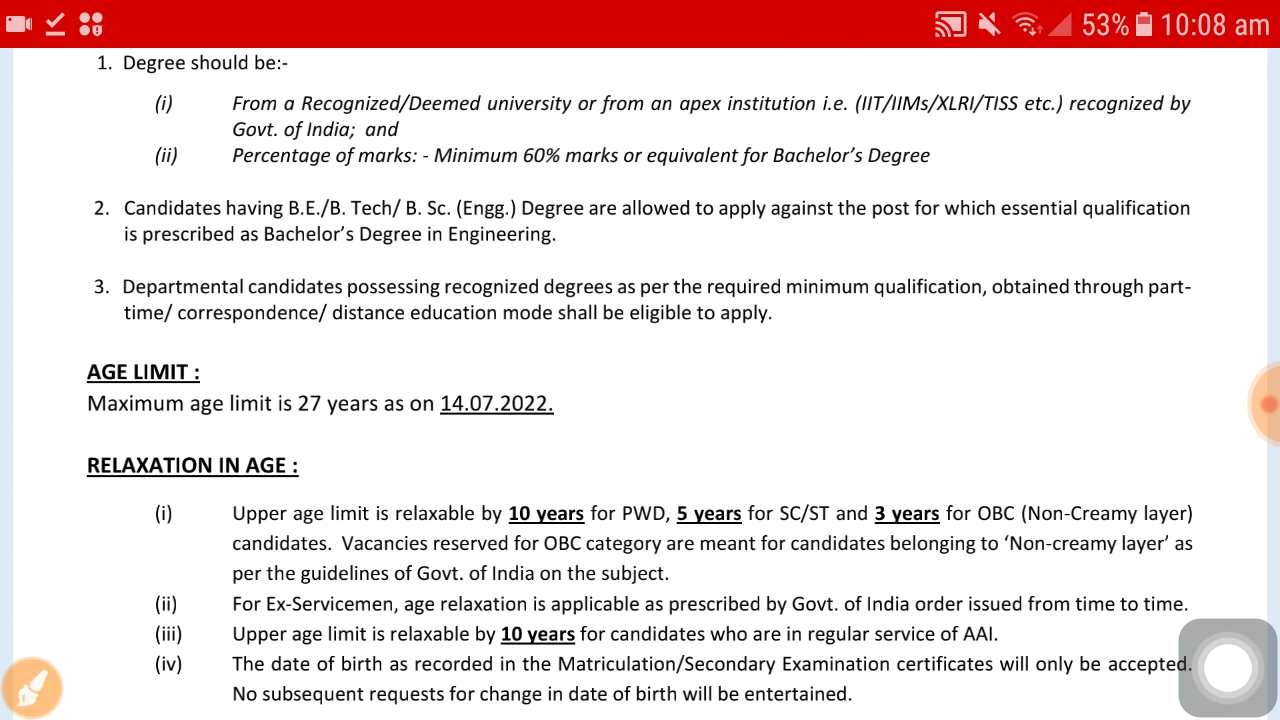 53% 10:08 am
1. Degree should be:-
(i) From a Recognized/Deemed university or from an apex institution i.e. (IIT/IIMs/XLRI/TISS etc.) recognized by
Govt. of India; and
(ii) Percentage of marks: - Minimum 60% marks or equivalent for Bachelor’s Degree
2. Candidates having B.E./B. Tech/ B. Sc. (Engg.) Degree are allowed to apply against the post for which essential qualification
is prescribed as Bachelor’s Degree in Engineering.
3. Departmental candidates possessing recognized degrees as per the required minimum qualification, obtained through part-
time/ correspondence/ distance education mode shall be eligible to apply.
AGE LIMIT :
Maximum age limit is 27 years as on 14.07.2022.
RELAXATION IN AGE :
(i) Upper age limit is relaxable by 10 years for PWD, 5 years for SC/ST and 3 years for OBC (Non-Creamy layer)
candidates. Vacancies reserved for OBC category are meant for candidates belonging to ‘Non-creamy layer’ as
per the guidelines of Govt. of India on the subject.
(ii) For Ex-Servicemen, age relaxation is applicable as prescribed by Govt. of India order issued from time to time.
(iii) Upper age limit is relaxable by 10 years for candidates who are in regular service of AAI.
(iv) The date of birth as recorded in the Matriculation/Secondary Examination certificates will only be accepted.
No subsequent requests for change in date of birth will be entertained.